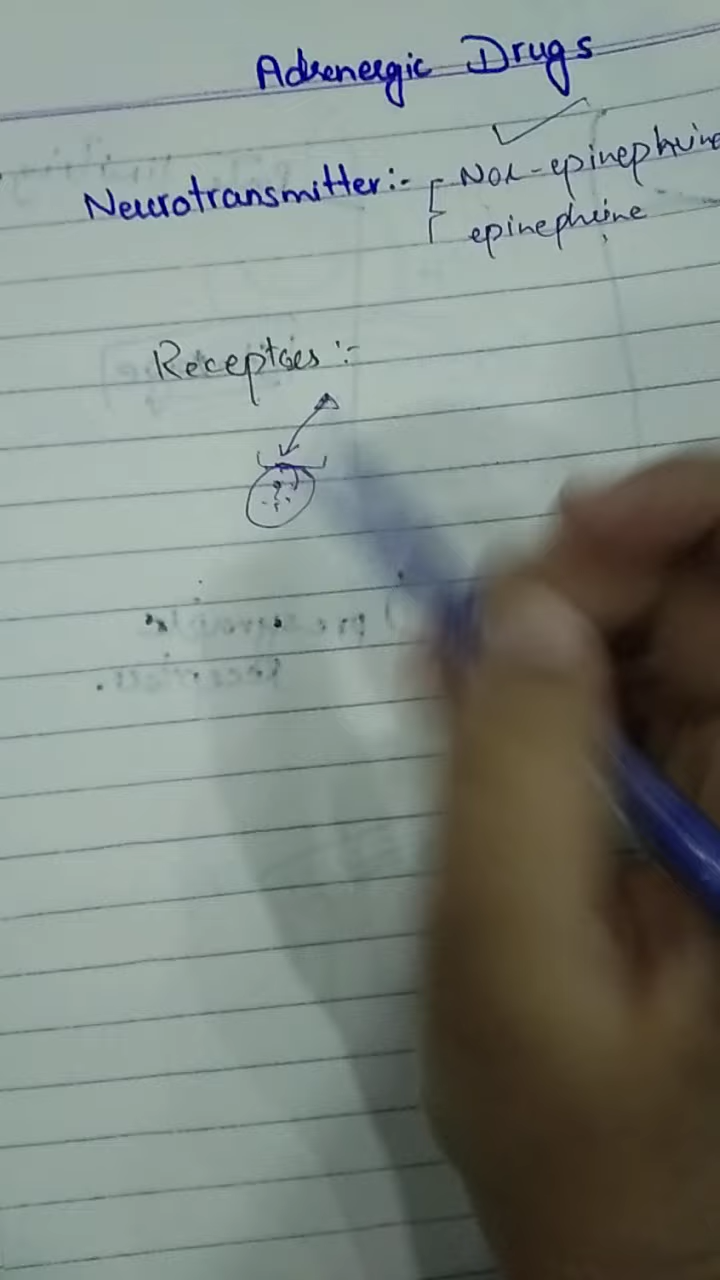 Adrenergic Drugs
Neurotransmitter:- Nor-epinephrine
epinephrine
Receptors :-